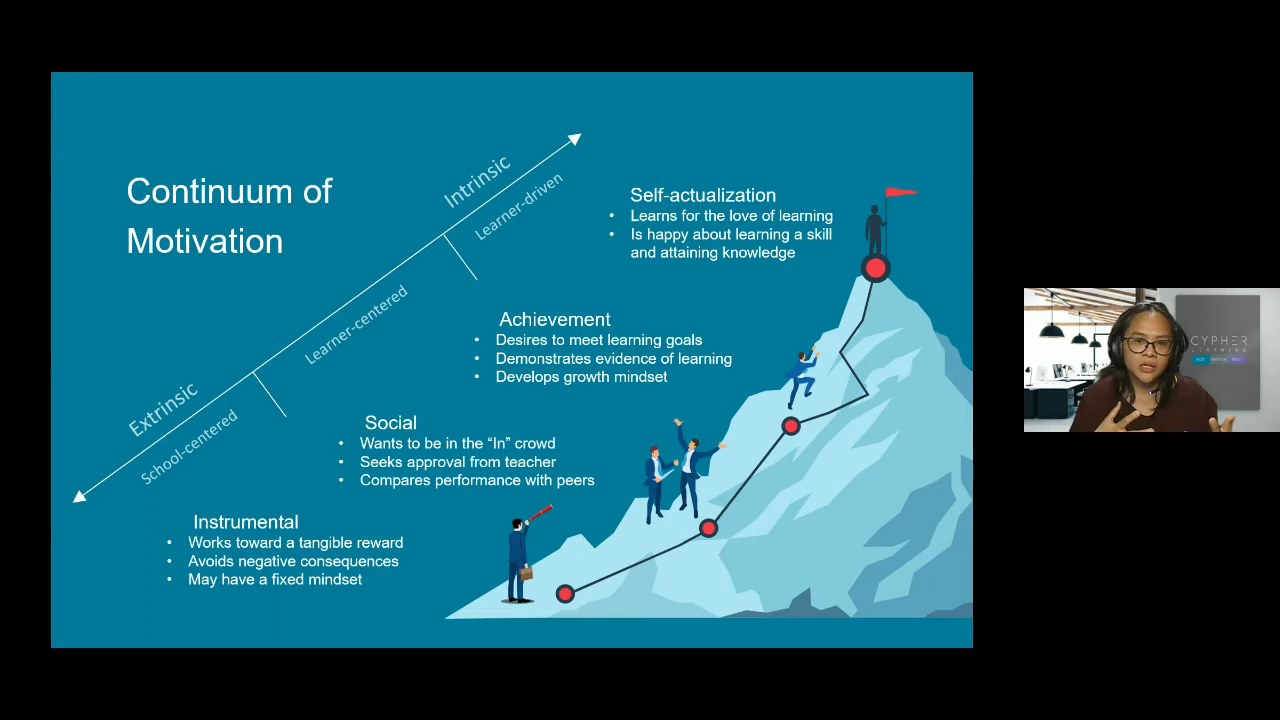 Continuum of
Motivation
Intrinsic
Learner-driven
Learner-centered
Extrinsic
School-centered
Self-actualization
• Learns for the love of learning
• Is happy about learning a skill
and attaining knowledge
Achievement
• Desires to meet learning goals
• Demonstrates evidence of learning
• Develops growth mindset
Social
• Wants to be in the “In” crowd
• Seeks approval from teacher
• Compares performance with peers
Instrumental
• Works toward a tangible reward
• Avoids negative consequences
• May have a fixed mindset
CYPHER
LEARNING